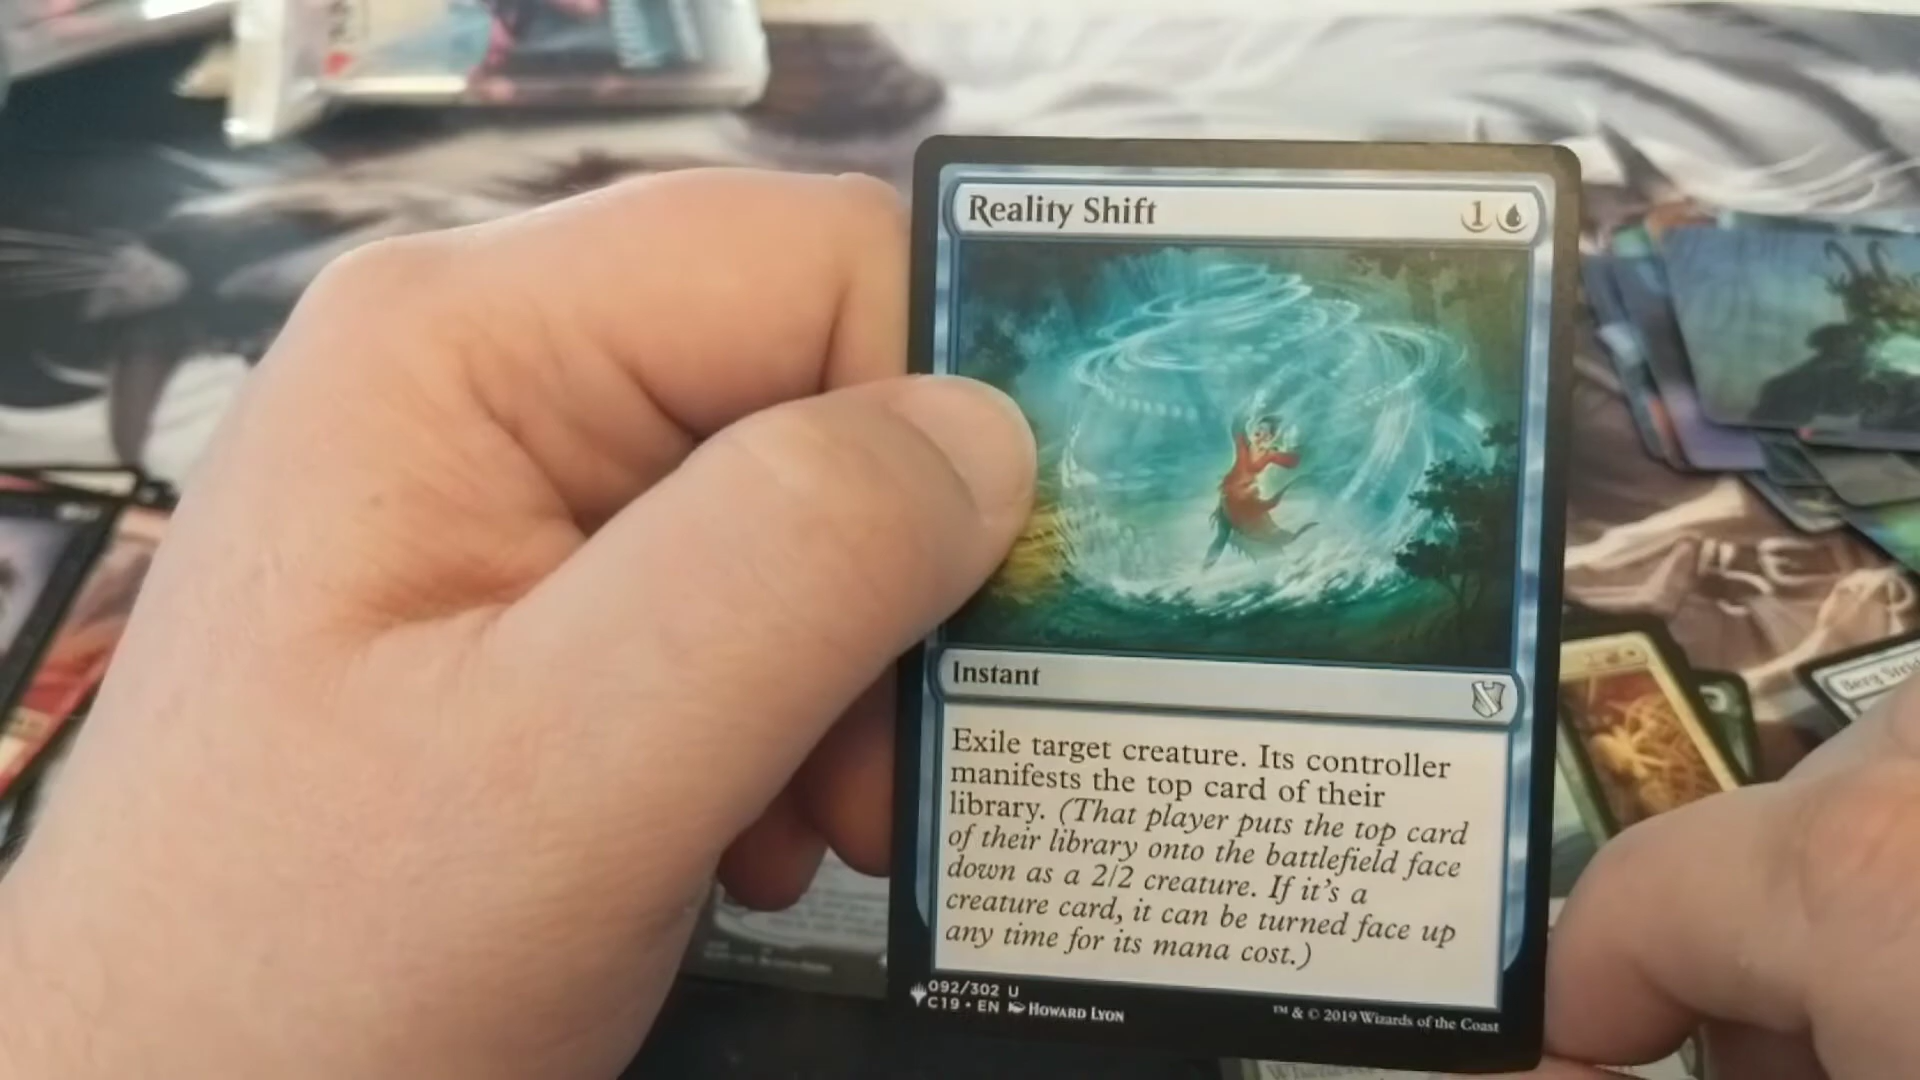 Reality Shift
1
Instant
Exile target creature. Its controller
manifests the top card of their
library. (That player puts the top card
of their library onto the battlefield face
down as a 2/2 creature. If it's a
creature card, it can be turned face up
any time for its mana cost.)
092/302 U
C19 • EN Howard Lyon
™ & © 2019 Wizards of the Coast
Berg